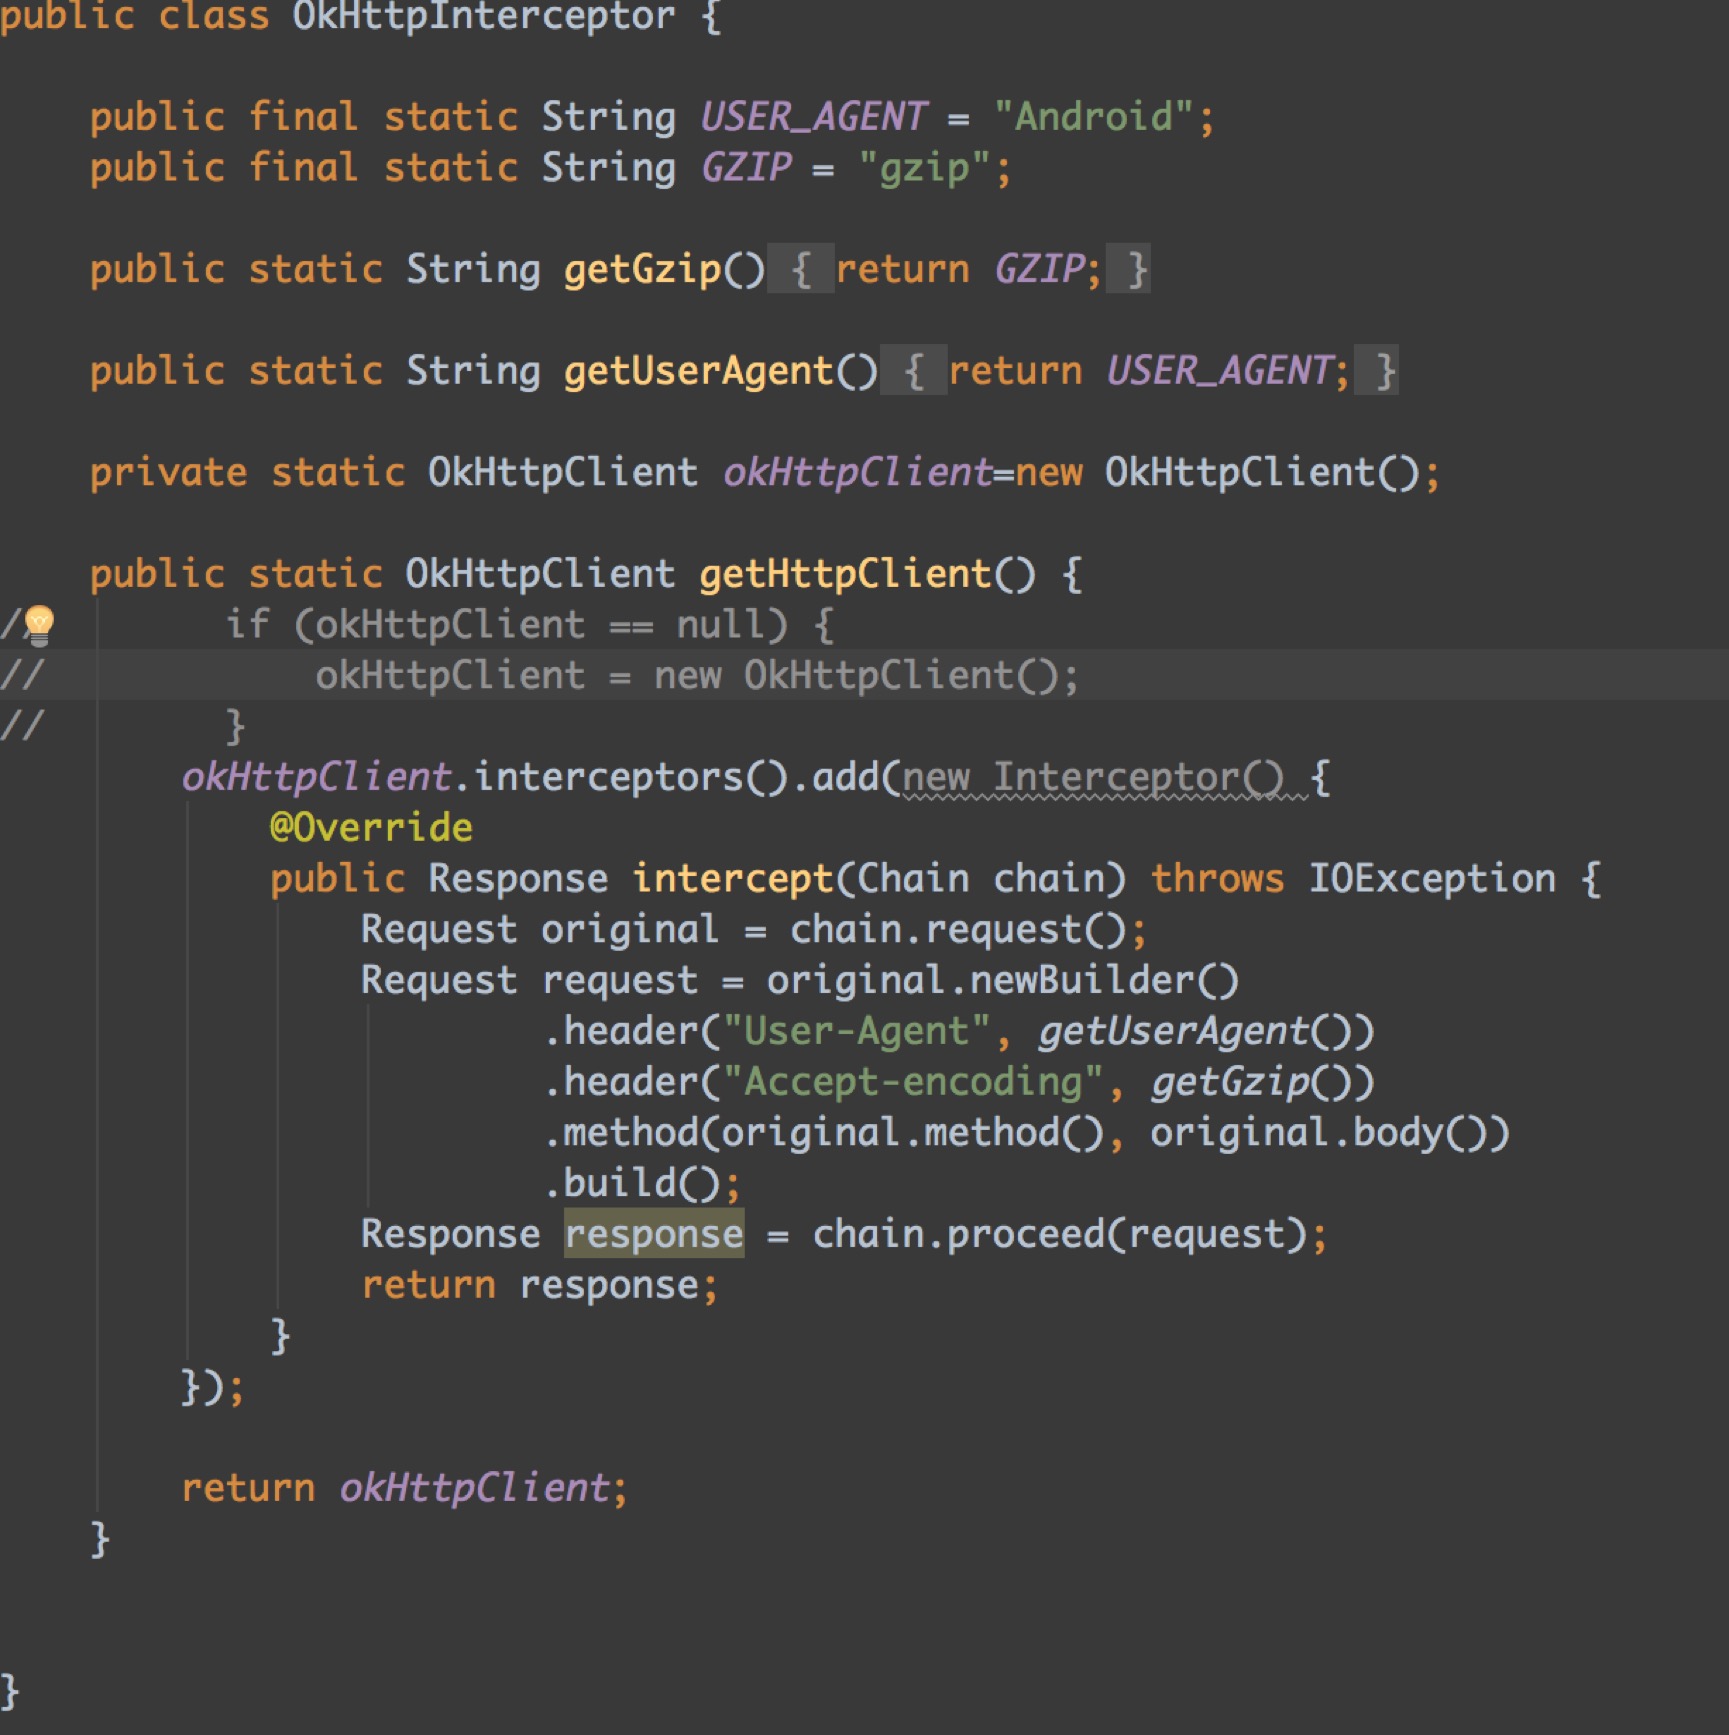 public class OkHttpInterceptor {
public final static String USER_AGENT = "Android";
public final static String GZIP = "gzip";
public static String getGzip() { return GZIP; }
public static String getUserAgent() { return USER_AGENT; }
private static OkHttpClient okHttpClient=new OkHttpClient();
public static OkHttpClient getHttpClient() {
// if (okHttpClient == null) {
// okHttpClient = new OkHttpClient();
// }
okHttpClient.interceptors().add(new Interceptor() {
@Override
public Response intercept(Chain chain) throws IOException {
Request original = chain.request();
Request request = original.newBuilder()
.header("User-Agent", getUserAgent())
.header("Accept-encoding", getGzip())
.method(original.method(), original.body())
.build();
Response response = chain.proceed(request);
return response;
}
});
return okHttpClient;
}
}